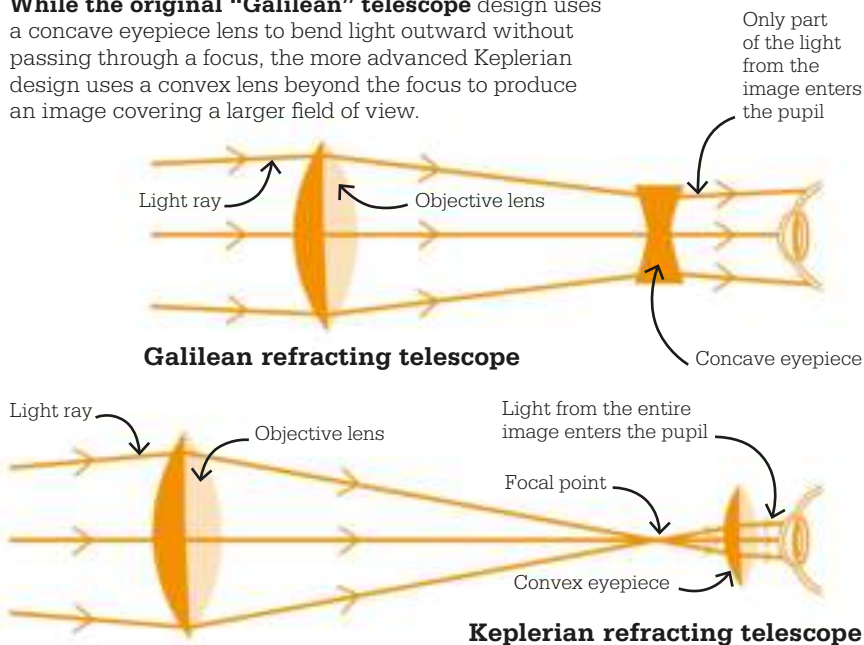 While the original “Galilean” telescope design uses
a concave eyepiece lens to bend light outward without
passing through a focus, the more advanced Keplerian
design uses a convex lens beyond the focus to produce
an image covering a larger field of view.
Only part
of the light
from the
image enters
the pupil
Light ray
Objective lens
Galilean refracting telescope
Concave eyepiece
Light ray
Objective lens
Light from the entire
image enters the pupil
Focal point
Convex eyepiece
Keplerian refracting telescope